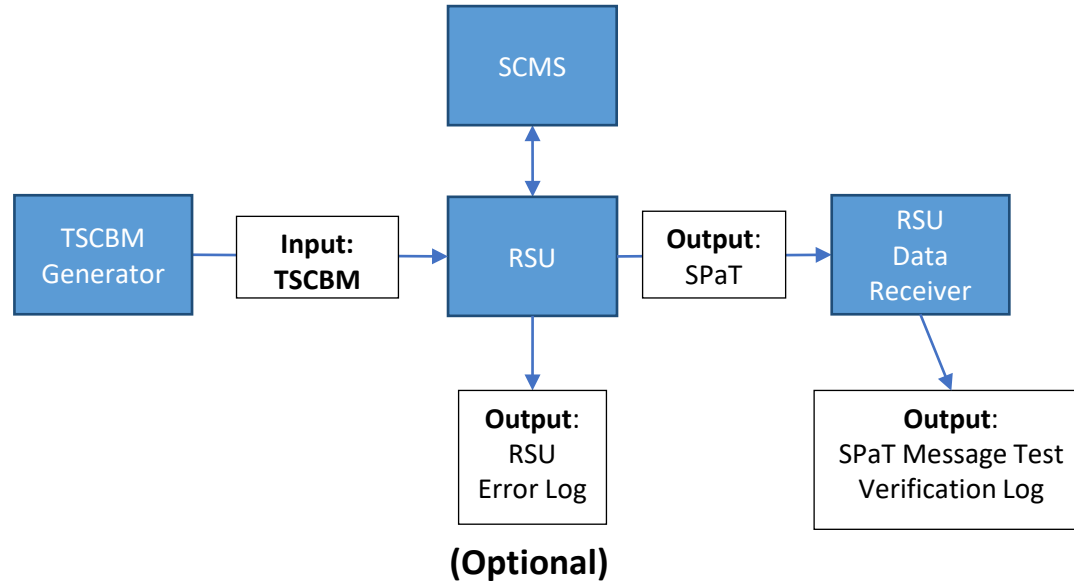 SCMS
TSCBM
Generator
Input:
TSCBM
RSU
Output:
SPaT
RSU
Data
Receiver
Output:
RSU
Error Log
(Optional)
Output:
SPaT Message Test
Verification Log